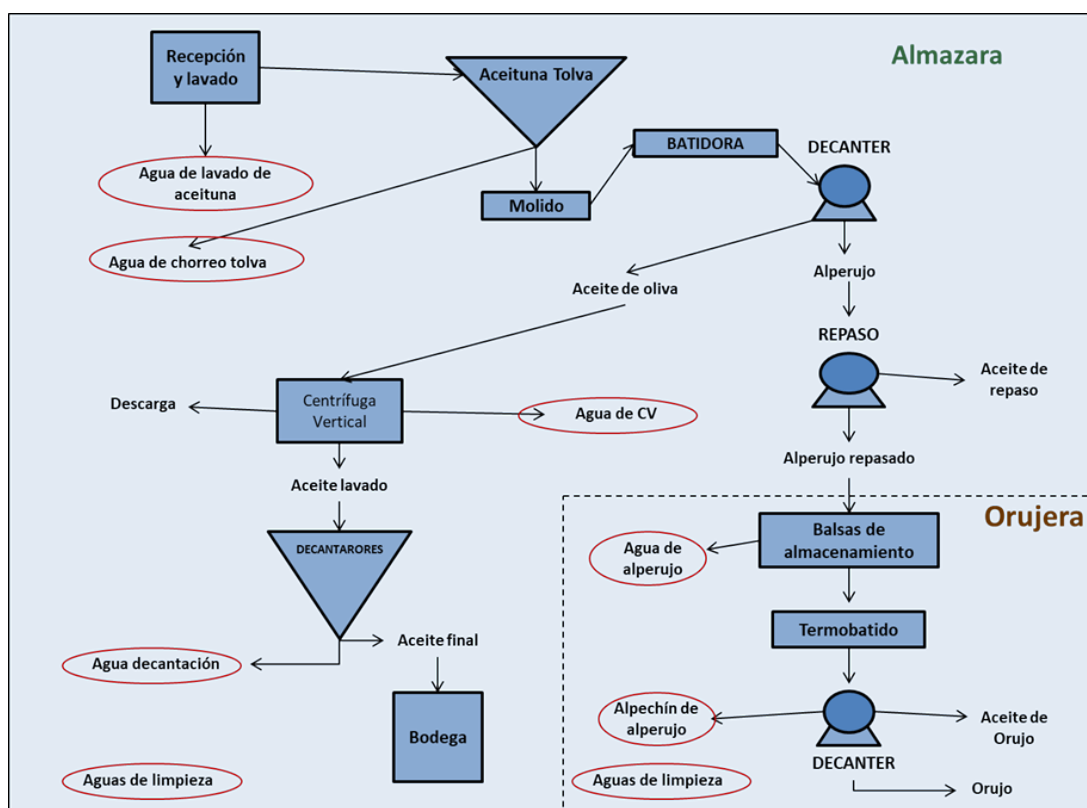 Almazara
Recepción
y lavado
Aceituna Tolva
BATIDORA
DECANTER
Agua de lavado de
aceituna
Molido
Agua de chorreo tolva
Alperujo
Aceite de oliva
REPASO
Aceite de
repaso
Descarga
Centrífuga
Vertical
Agua de CV
Alperujo repasado
Aceite lavado
Orujera
DECANTARORES
Balsas de
almacenamiento
Agua de
alperujo
Termobatido
Aceite final
Agua decantación
Bodega
Alpechín de
alperujo
Aceite de
Orujo
DECANTER
Aguas de limpieza
Aguas de limpieza
Orujo